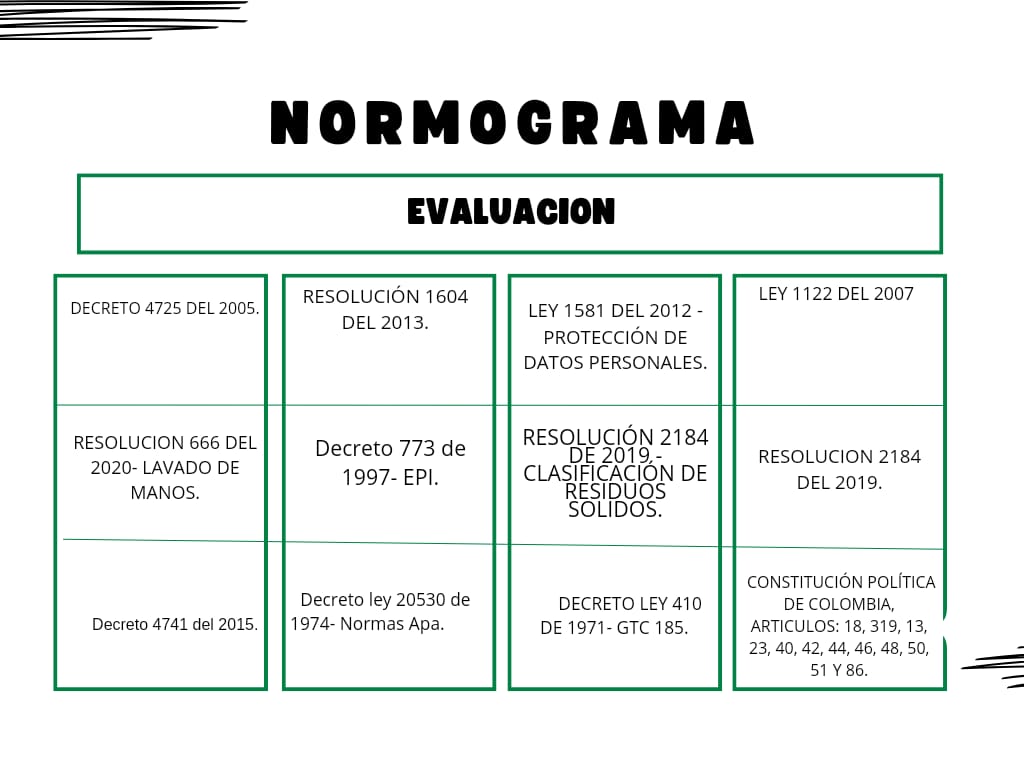 NORMOGRAMA
EVALUACION
DECRETO 4725 DEL 2005.
RESOLUCIÓN 1604
DEL 2013.
LEY 1581 DEL 2012 -
PROTECCIÓN DE
DATOS PERSONALES.
LEY 1122 DEL 2007
RESOLUCION 666 DEL
2020- LAVADO DE
MANOS.
Decreto 773 de
1997- EPI.
RESOLUCIÓN 2184
DE 2019 -
CLASIFICACIÓN DE
RESIDUOS
SOLIDOS.
RESOLUCION 2184
DEL 2019.
Decreto 4741 del 2015.
Decreto ley 20530 de
1974- Normas Apa.
DECRETO LEY 410
DE 1971- GTC 185.
CONSTITUCIÓN POLÍTICA
DE COLOMBIA,
ARTICULOS: 18, 319, 13,
23, 40, 42, 44, 46, 48, 50,
51 Y 86.